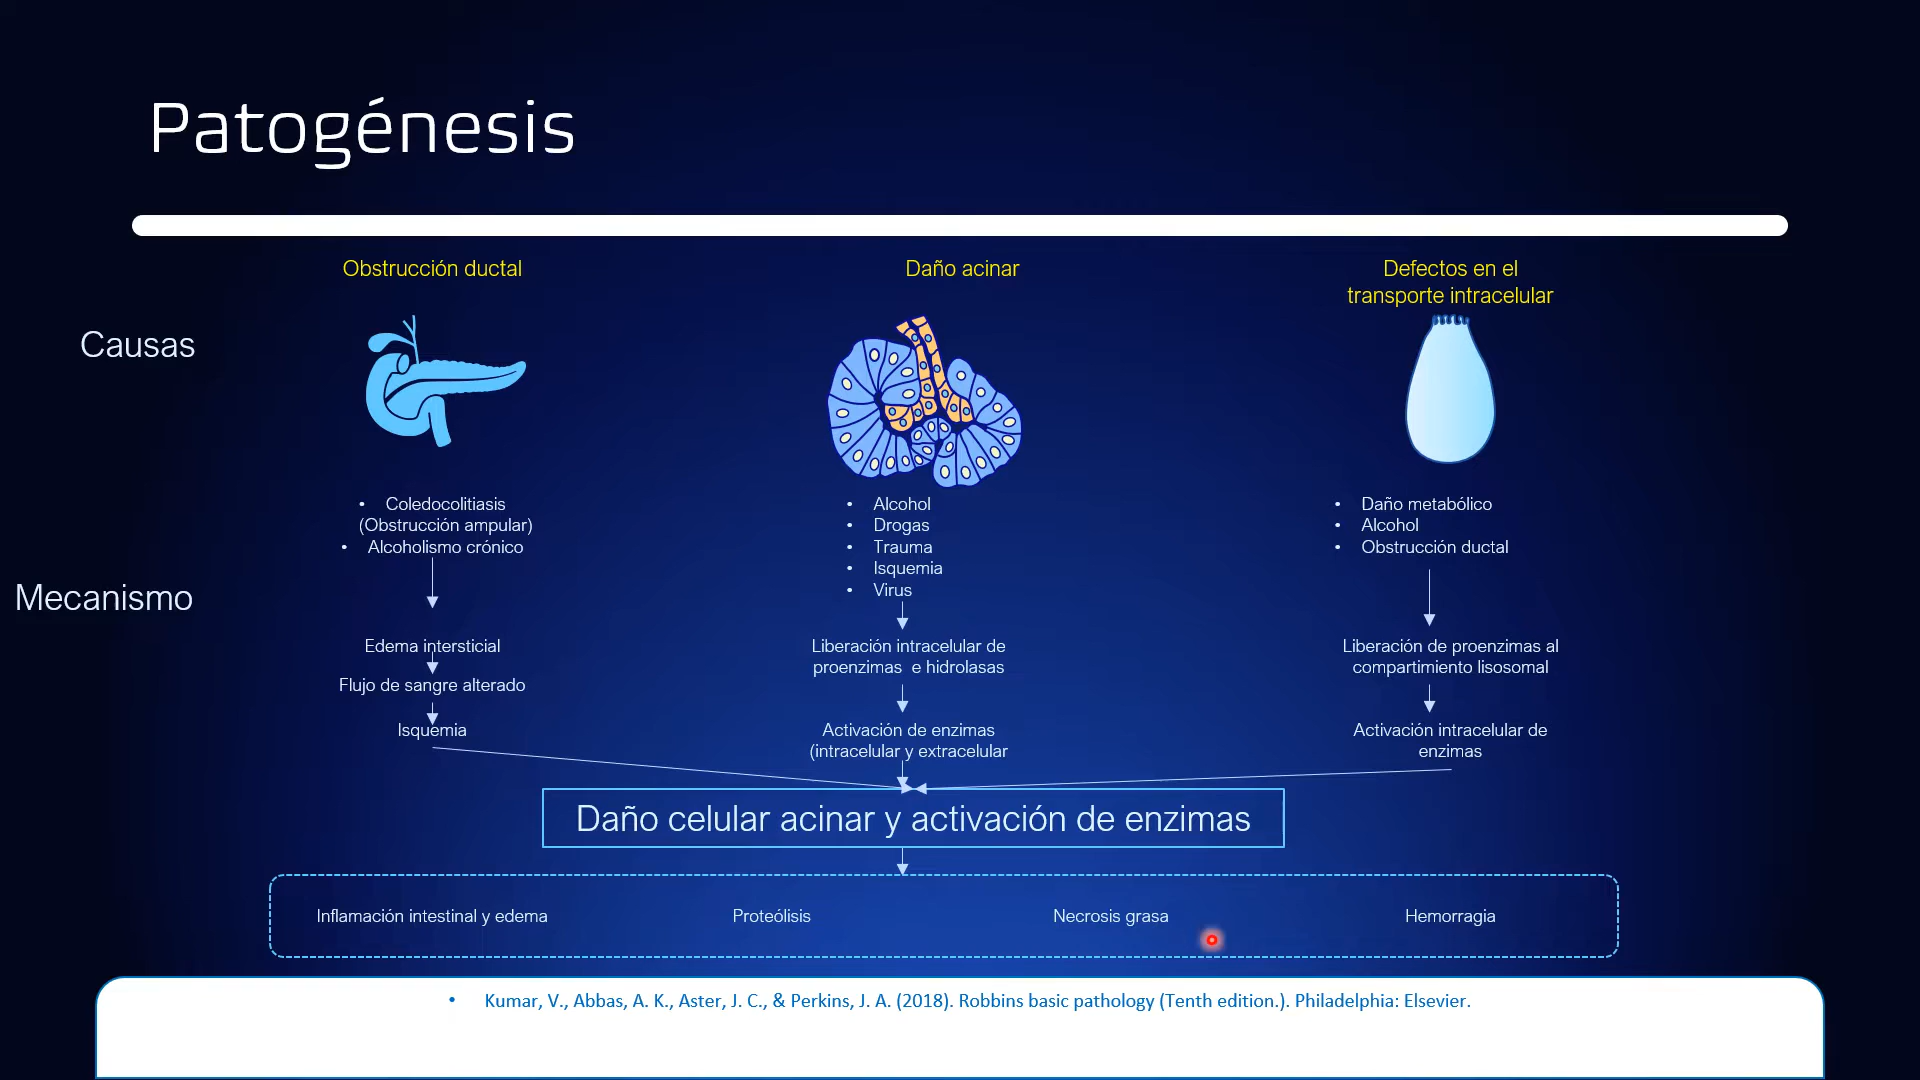 Patogénesis
Obstrucción ductal
Daño acinar
Defectos en el
transporte intracelular
Causas
• Coledocolitiasis
(Obstrucción ampular)
• Alcoholismo crónico
• Alcohol
• Drogas
• Trauma
• Isquemia
• Virus
• Daño metabólico
• Alcohol
• Obstrucción ductal
Mecanismo
Edema intersticial
Flujo de sangre alterado
Isquemia
Liberación intracelular de
proenzimas e hidrolasas
Activación de enzimas
(intracelular y extracelular
Liberación de proenzimas al
compartimiento lisosomal
Activación intracelular de
enzimas
Daño celular acinar y activación de enzimas
Inflamación intestinal y edema
Proteólisis
Necrosis grasa
Hemorragia
• Kumar, V., Abbas, A. K., Aster, J. C., & Perkins, J. A. (2018). Robbins basic pathology (Tenth edition.). Philadelphia: Elsevier.